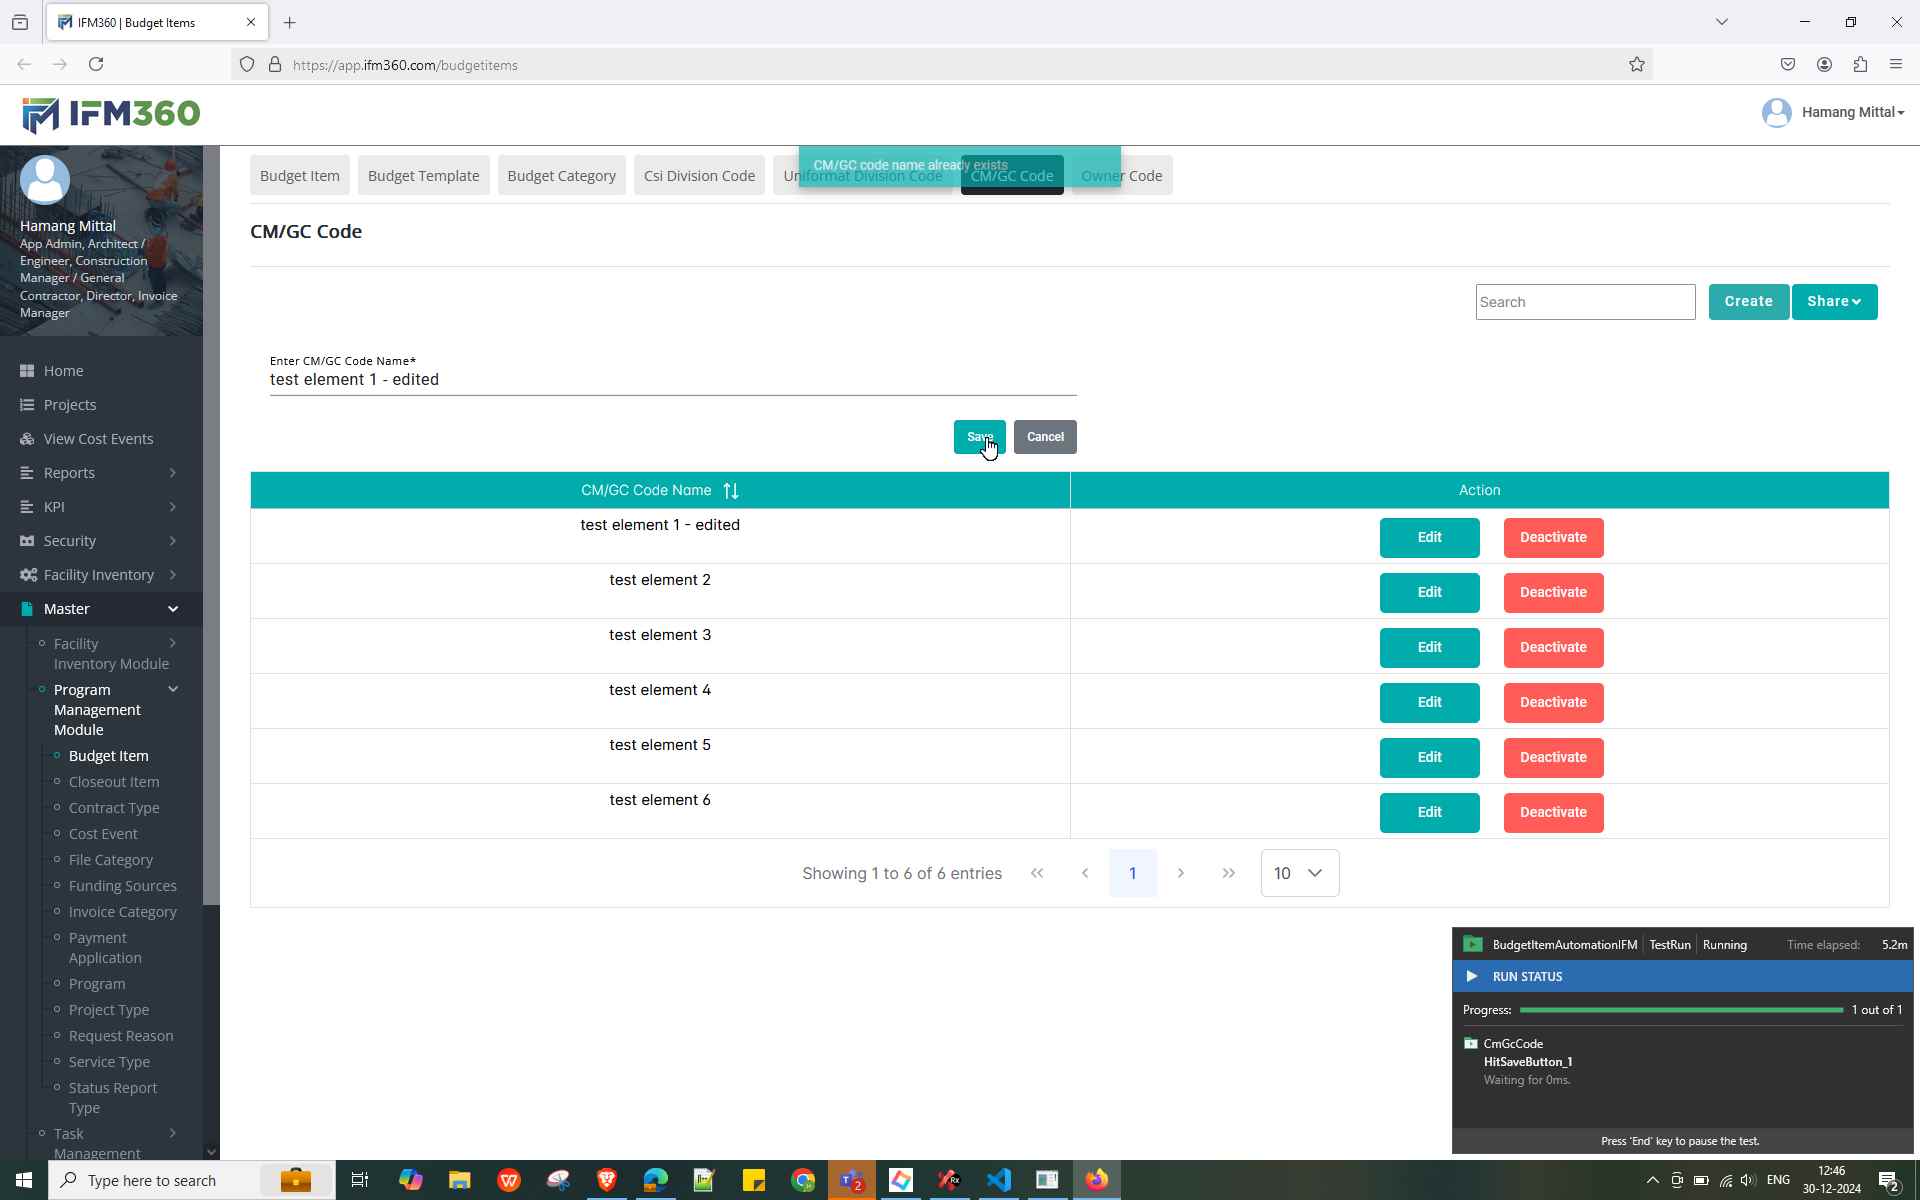 IFM360 | Budget Items
https://app.ifm360.com/budgetitems
IFM360
Hamang Mittal
Hamang Mittal
App Admin, Architect /
Engineer, Construction
Manager / General
Contractor, Director, Invoice
Manager
Home
Projects
View Cost Events
Reports
KPI
Security
Facility Inventory
Master
Facility
Inventory Module
Program
Management
Module
Budget Item
Closeout Item
Contract Type
Cost Event
File Category
Funding Sources
Invoice Category
Payment
Application
Program
Project Type
Request Reason
Service Type
Status Report
Type
Task
Management
Budget Item
Budget Template
Budget Category
Csi Division Code
Uniformat Division Code
CM/GC Code
Owner Code
CM/GC code name already exists
CM/GC Code
Search
Create
Share
Enter CM/GC Code Name*
test element 1 - edited
Save
Cancel
CM/GC Code Name
Action
test element 1 - edited
Edit
Deactivate
test element 2
Edit
Deactivate
test element 3
Edit
Deactivate
test element 4
Edit
Deactivate
test element 5
Edit
Deactivate
test element 6
Edit
Deactivate
Showing 1 to 6 of 6 entries
1
10
BudgetItemAutomationIFM
TestRun
Running
Time elapsed:
5.2m
RUN STATUS
Progress:
1 out of 1
CmGcCode
HitSaveButton_1
Waiting for 0ms.
Press 'End' key to pause the test.
Type here to search
2
ENG
12:46
30-12-2024
2